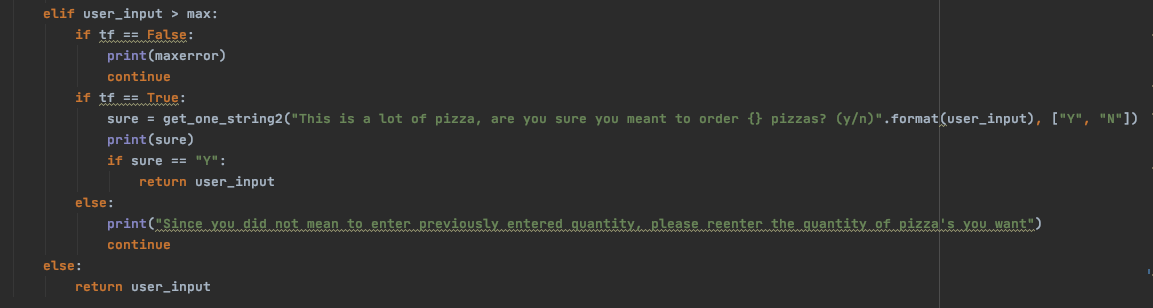 elif user_input > max:
if tf == False:
print(maxerror)
continue
if tf == True:
sure = get_one_string2("This is a lot of pizza, are you sure you meant to order {} pizzas? (y/n)".format(user_input), ["Y", "N"])
print(sure)
if sure == "Y":
return user_input
else:
print("Since you did not mean to enter previously entered quantity, please reenter the quantity of pizza's you want")
continue
else:
return user_input